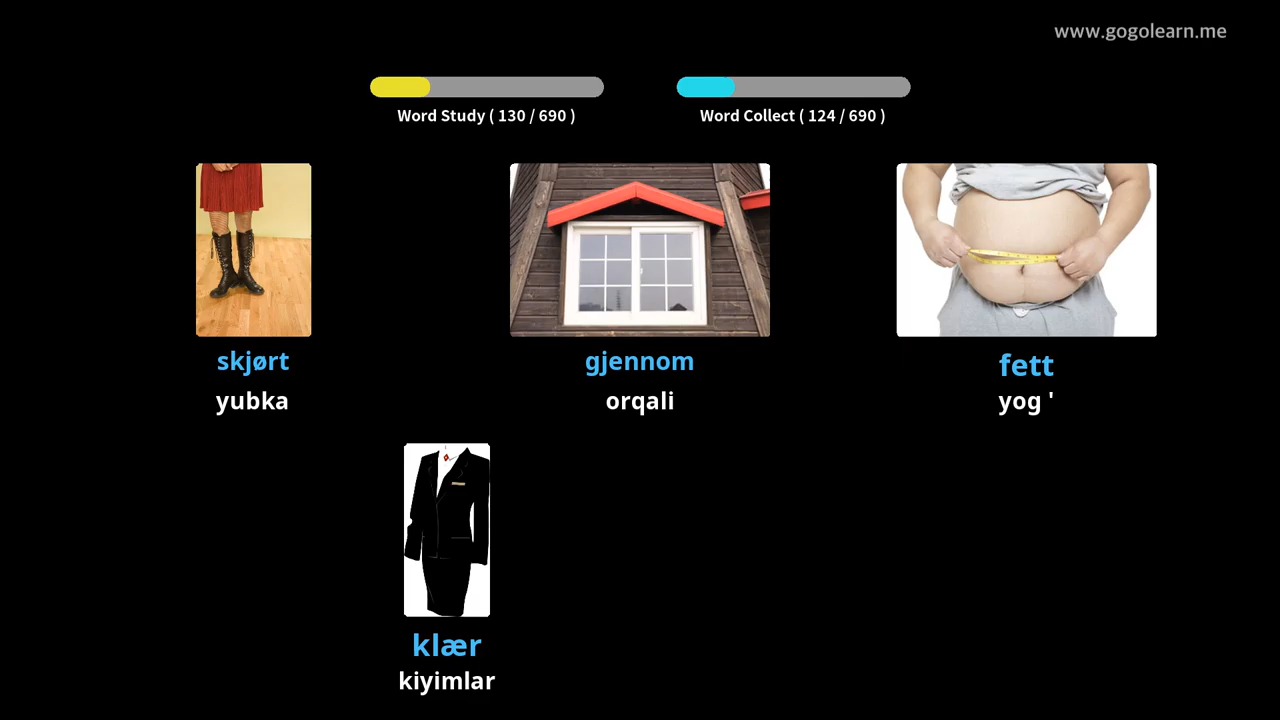 www.gogolearn.me
Word Study ( 130 / 690 )
Word Collect ( 124 / 690 )
skjørt
yubka
gjennom
orqali
fett
yog '
klær
kiyimlar